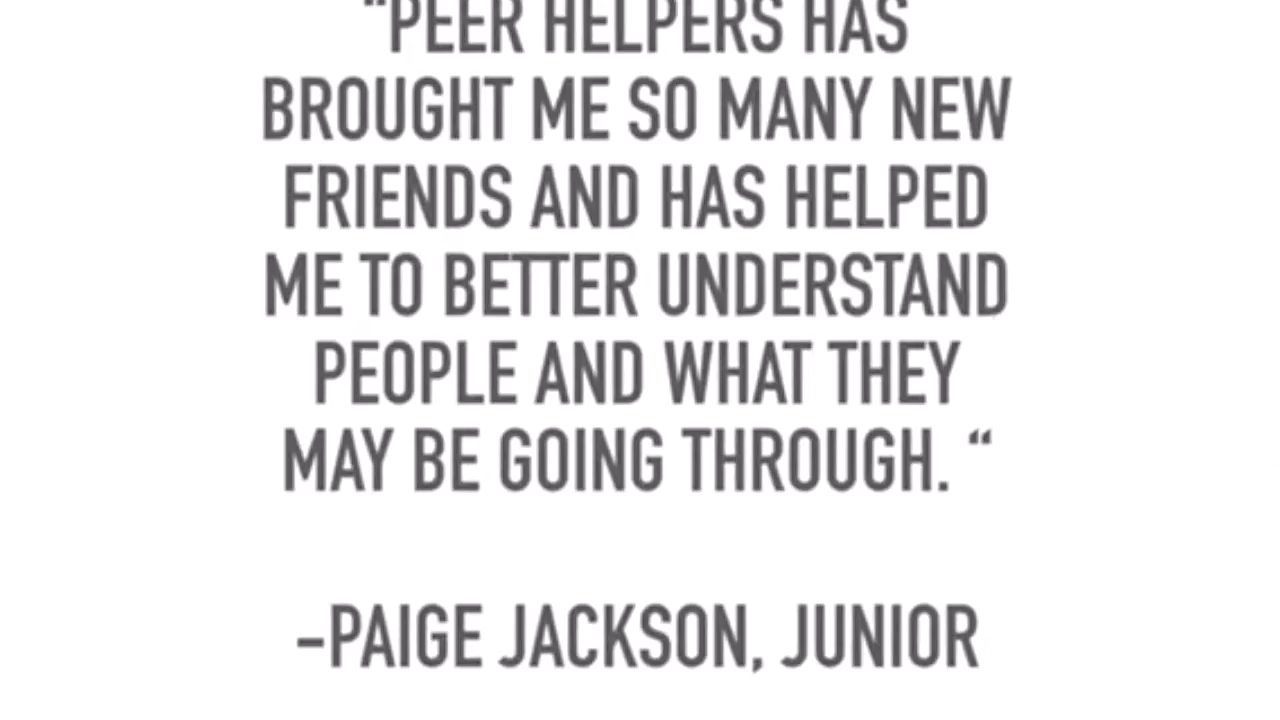 “PEER HELPERS HAS
BROUGHT ME SO MANY NEW
FRIENDS AND HAS HELPED
ME TO BETTER UNDERSTAND
PEOPLE AND WHAT THEY
MAY BE GOING THROUGH. “
-PAIGE JACKSON, JUNIOR